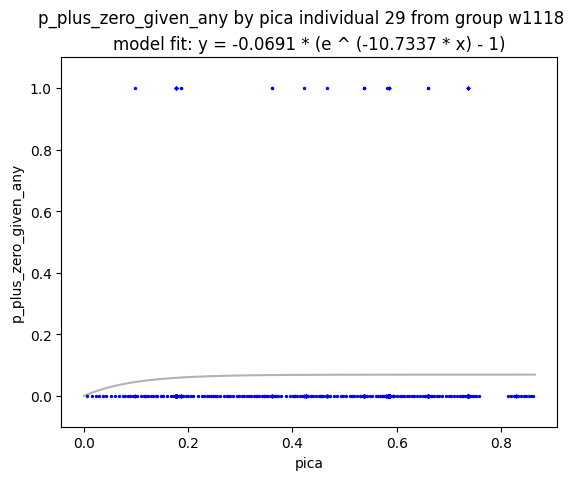 p_plus_zero_given_any by pica individual 29 from group w1118
model fit: y = -0.0691 * (e ^ (-10.7337 * x) - 1)
1.0
0.8
0.6
0.4
0.2
0.0
p_plus_zero_given_any
0.0 0.2 0.4 0.6 0.8
pica